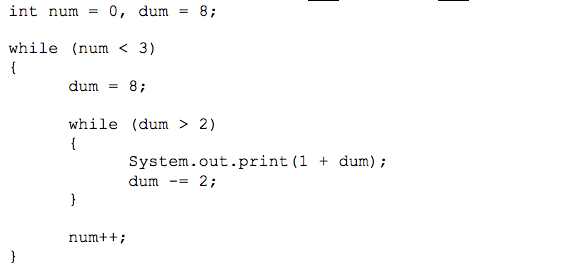 int num = 0, dum = 8;
while (num < 3)
{
dum = 8;
while (dum > 2)
{
System.out.print(1 + dum);
dum -= 2;
}
num++;
}